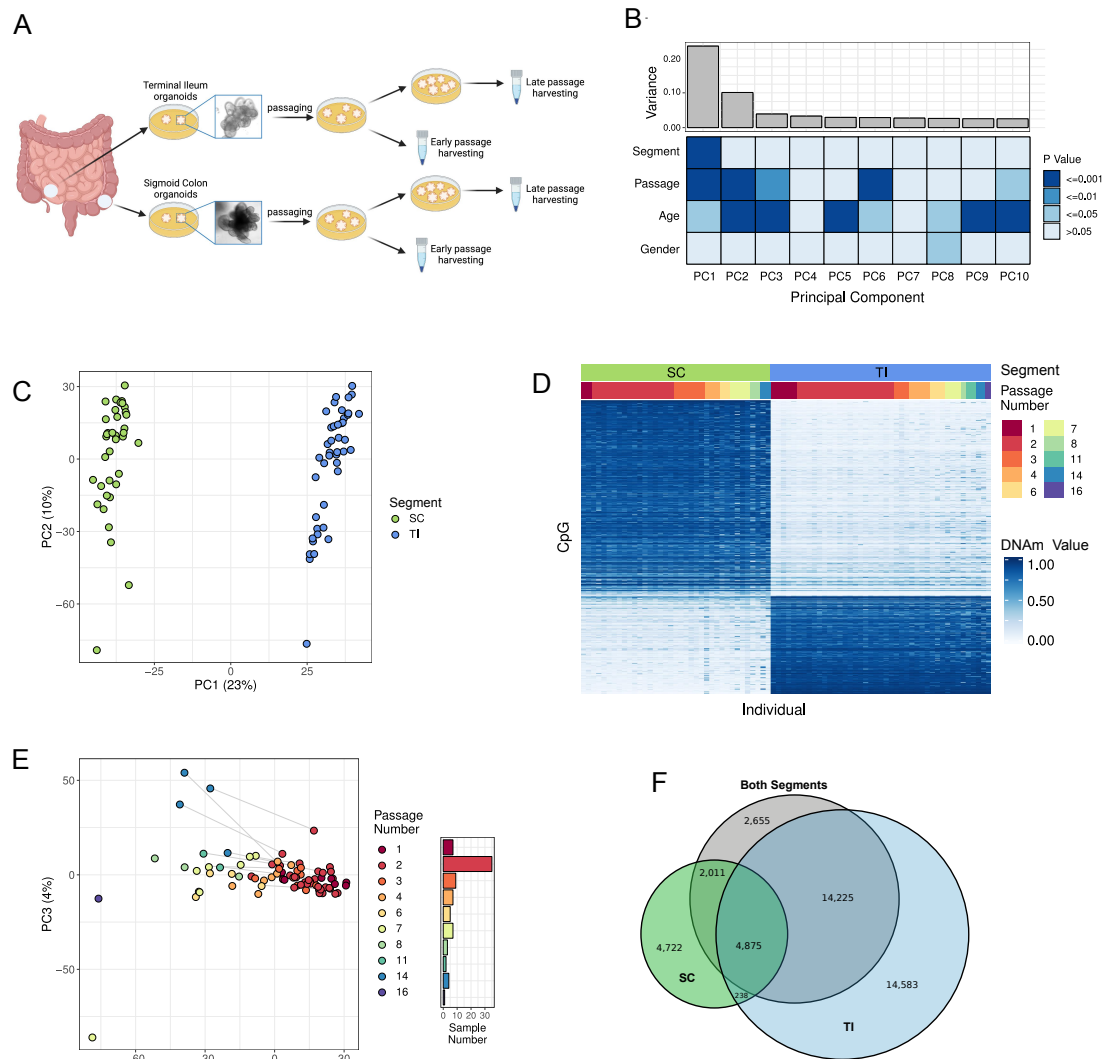 A
Terminal Ileum
organoids
passaging
Late passage
harvesting
Early passage
harvesting
Sigmoid Colon
organoids
passaging
Late passage
harvesting
Early passage
harvesting
B
Variance
0.20
0.10
0.00
Segment
Passage
Age
Gender
PC1 PC2 PC3 PC4 PC5 PC6 PC7 PC8 PC9 PC10
Principal Component
P Value
<=0.001
<=0.01
<=0.05
>0.05
C
PC2 (10%)
30
0
−30
−60
−25 0 25
PC1 (23%)
Segment
SC
TI
D
SC TI Segment
Passage
Number
1 7
2 8
3 11
4 14
6 16
CpG
DNAm Value
1.00
0.50
0.00
Individual
E
PC3 (4%)
50
0
−50
−60 −30 0 30
Passage
Number
1
2
3
4
6
7
8
11
14
16
0 10 20 30
Sample
Number
F
Both Segments
2,655
2,011
14,225
4,722
4,875
SC
238
14,583
TI